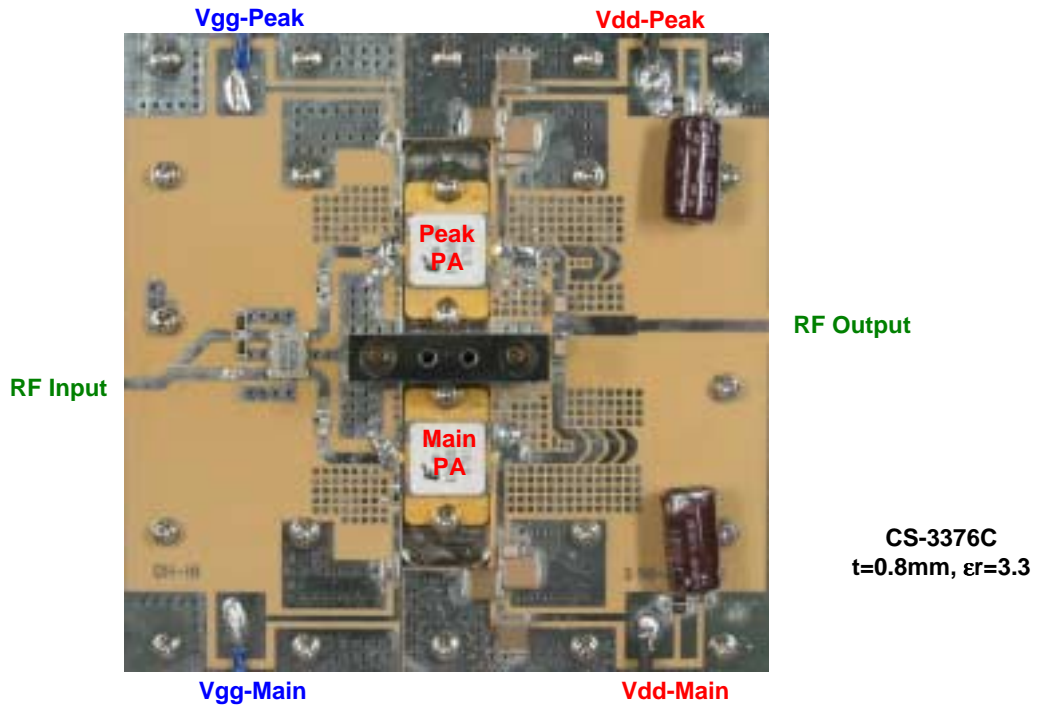 Vgg-Peak
Vdd-Peak
Peak
PA
RF Output
RF Input
Main
PA
CS-3376C
t=0.8mm, εr=3.3
Vgg-Main
Vdd-Main